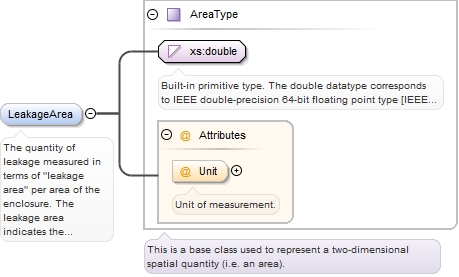 AreaType
xs:double
Built-in primitive type. The double datatype corresponds
to IEEE double-precision 64-bit floating point type [IEEE...
LeakageArea
The quantity of
leakage measured in
terms of "leakage
area" per area of the
enclosure. The
leakage area
indicates the...
@ Attributes
@ Unit
Unit of measurement.
This is a base class used to represent a two-dimensional
spatial quantity (i.e. an area).